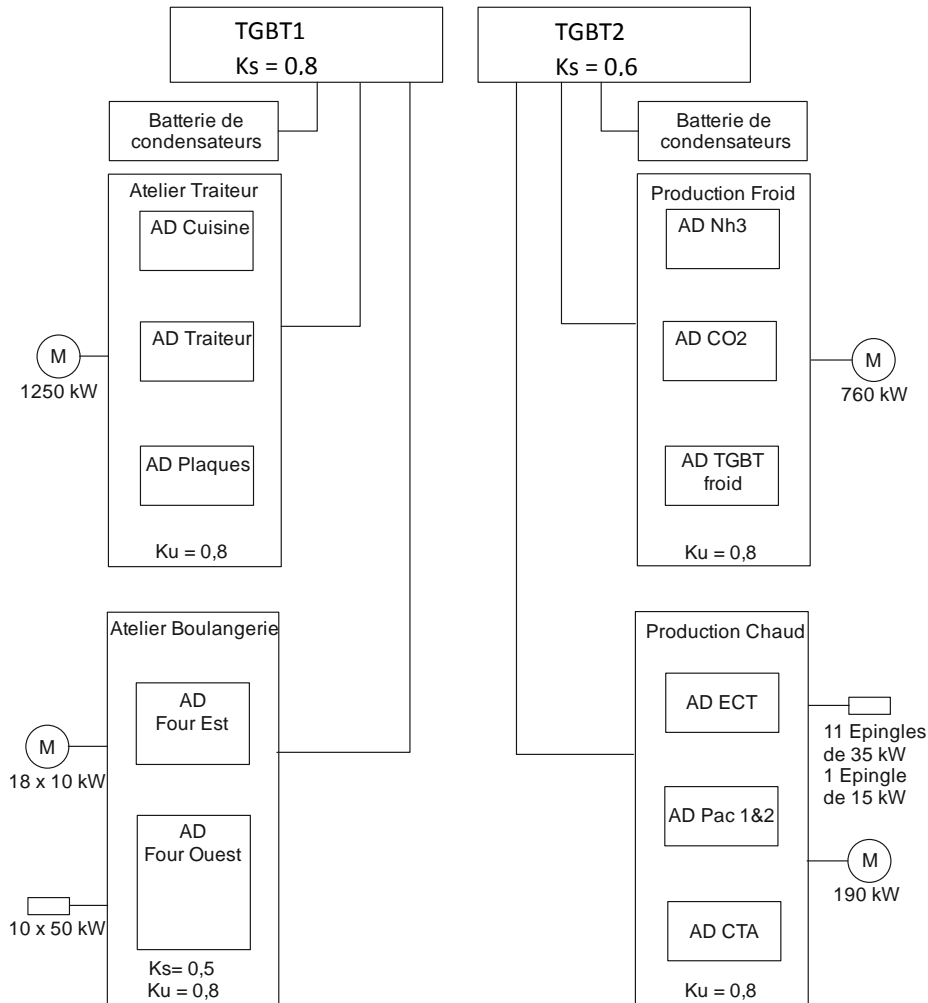 TGBT1
Ks = 0,8
TGBT2
Ks = 0,6
Batterie de
condensateurs
Batterie de
condensateurs
Atelier Traiteur
AD Cuisine
AD Traiteur
AD Plaques
Ku = 0,8
M
1250 kW
Production Froid
AD Nh3
AD CO2
AD TGBT
froid
Ku = 0,8
M
760 kW
Atelier Boulangerie
AD
Four Est
AD
Four Ouest
Ks= 0,5
Ku = 0,8
M
18 x 10 kW
10 x 50 kW
Production Chaud
AD ECT
AD Pac 1&2
AD CTA
Ku = 0,8
11 Epingles
de 35 kW
1 Epingle
de 15 kW
M
190 kW